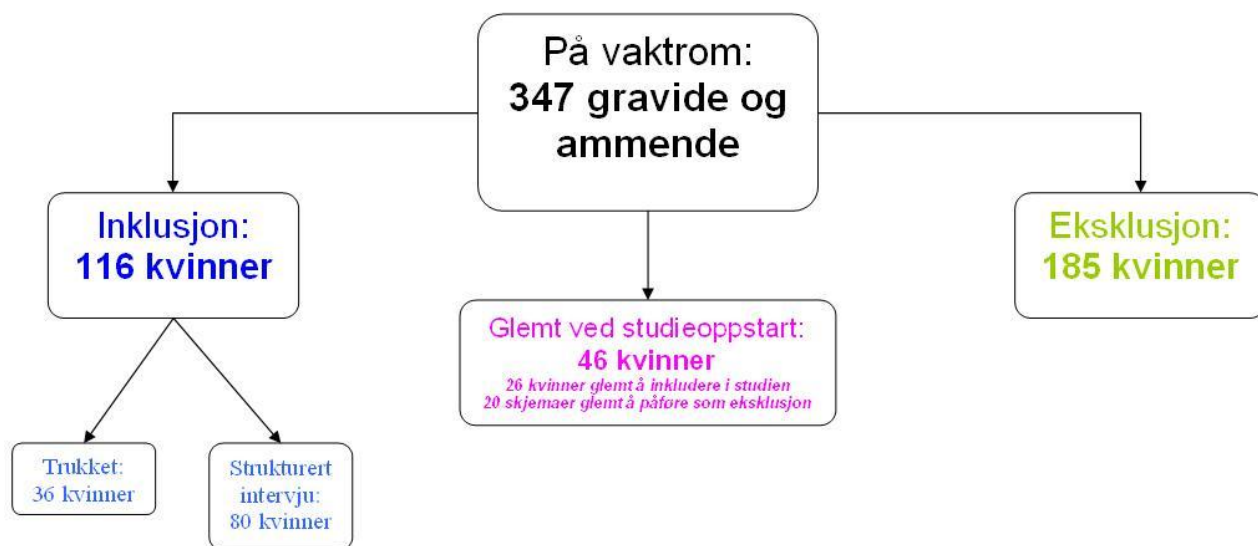 På vaktrom:
347 gravide og
ammende
Inklusjon:
116 kvinner
Eksklusjon:
185 kvinner
Glemt ved studieoppstart:
46 kvinner
26 kvinner glemt å inkludere i studien
20 skjemaer glemt å påføre som eksklusjon
Trukket:
36 kvinner
Strukturert
intervju:
80 kvinner